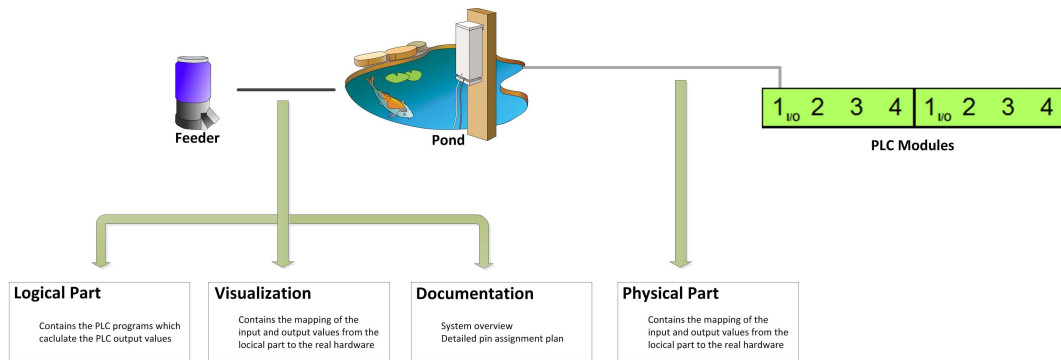 Feeder
Pond
1 I/O 2 3 4 1 I/O 2 3 4
PLC Modules
Logical Part
Contains the PLC programs which
caclulate the PLC output values
Visualization
Contains the mapping of the
input and output values from the
locical part to the real hardware
Documentation
System overview
Detailed pin assignment plan
Physical Part
Contains the mapping of the
input and output values from the
locical part to the real hardware